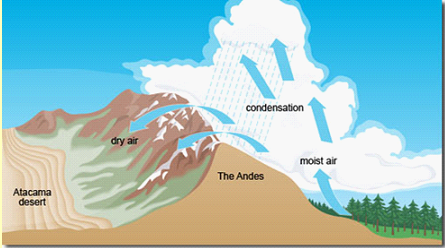 condensation
dry air
moist air
The Andes
Atacama
desert